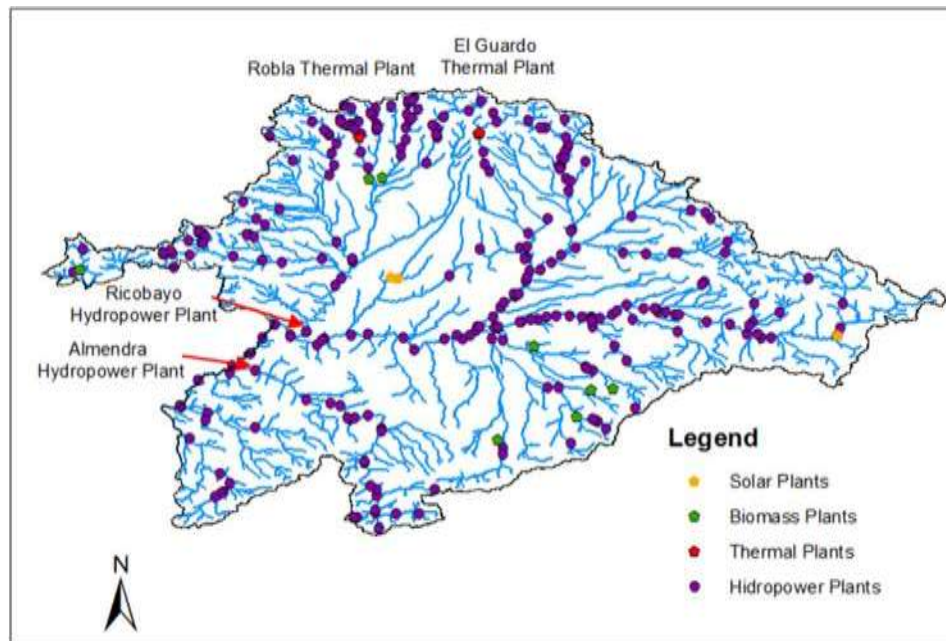 El Guardo
Thermal Plant
Robla Thermal Plant
Ricobayo
Hydropower Plant
Almendra
Hydropower Plant
Legend
Solar Plants
Biomass Plants
Thermal Plants
Hidropower Plants
N